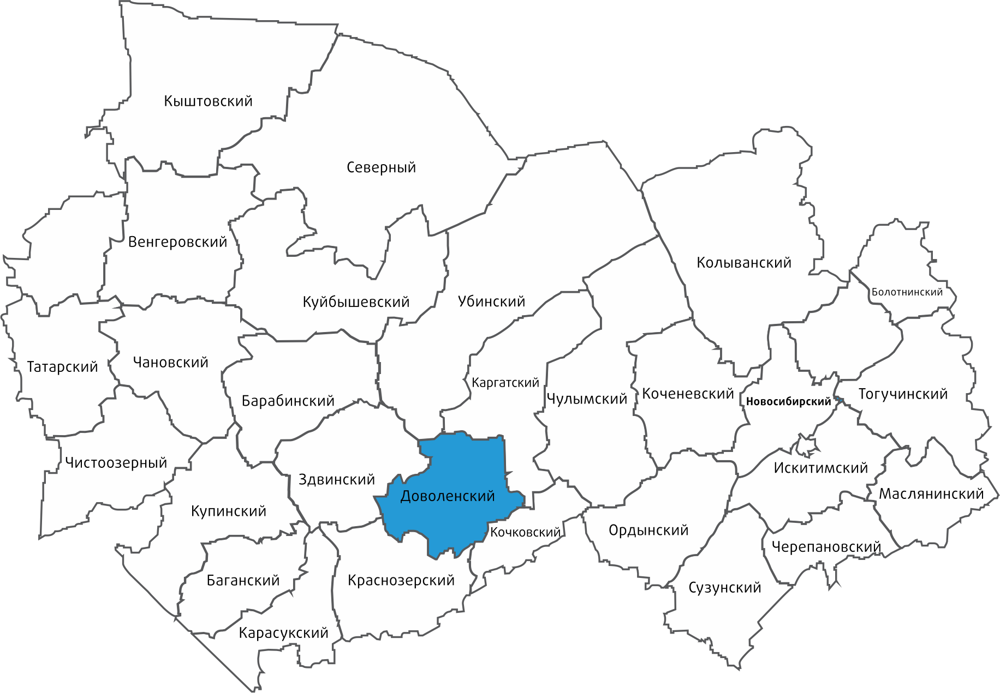 Кыштовский
Северный
Венгеровский
Колыванский
Болотнинский
Куйбышевский
Убинский
Татарский
Чановский
Каргатский
Барабинский
Чулымский
Коченевский
Новосибирский
Тогучинский
Чистоозерный
Искитимский
Здвинский
Доволенский
Маслянинский
Купинский
Кочковский
Ордынский
Черепановский
Баганский
Краснозерский
Сузунский
Карасукский